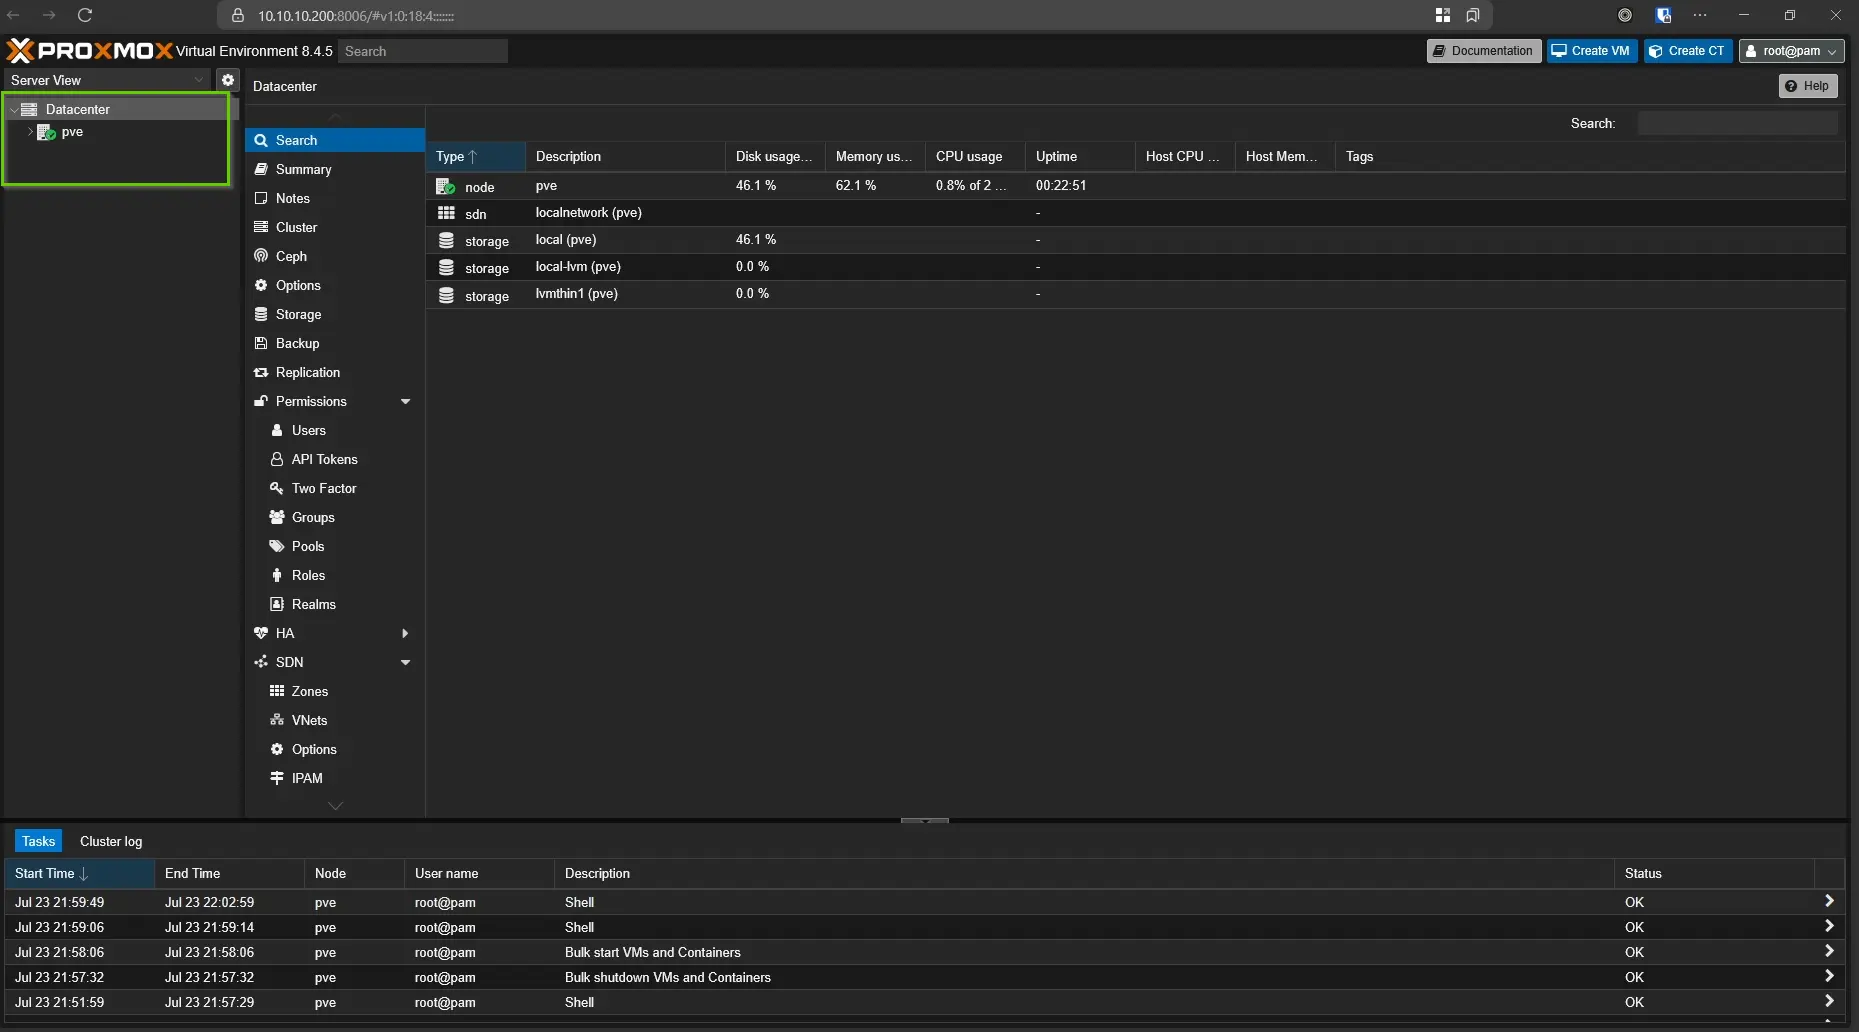 10.10.10.200:8006/#v1:0:18:4:::::::
PROXMOX Virtual Environment 8.4.5 Search
Documentation Create VM Create CT root@pam
Server View
Datacenter
pve
Datacenter
Help
Search:
Search
Summary
Notes
Cluster
Ceph
Options
Storage
Backup
Replication
Permissions
Users
API Tokens
Two Factor
Groups
Pools
Roles
Realms
HA
SDN
Zones
VNets
Options
IPAM
Type Description Disk usage... Memory us... CPU usage Uptime Host CPU ... Host Mem... Tags
node pve 46.1 % 62.1 % 0.8% of 2 ... 00:22:51
sdn localnetwork (pve) -
storage local (pve) 46.1 % -
storage local-lvm (pve) 0.0 % -
storage lvmthin1 (pve) 0.0 % -
Tasks Cluster log
Start Time End Time Node User name Description Status
Jul 23 21:59:49 Jul 23 22:02:59 pve root@pam Shell OK
Jul 23 21:59:06 Jul 23 21:59:14 pve root@pam Shell OK
Jul 23 21:58:06 Jul 23 21:58:06 pve root@pam Bulk start VMs and Containers OK
Jul 23 21:57:32 Jul 23 21:57:32 pve root@pam Bulk shutdown VMs and Containers OK
Jul 23 21:51:59 Jul 23 21:57:29 pve root@pam Shell OK